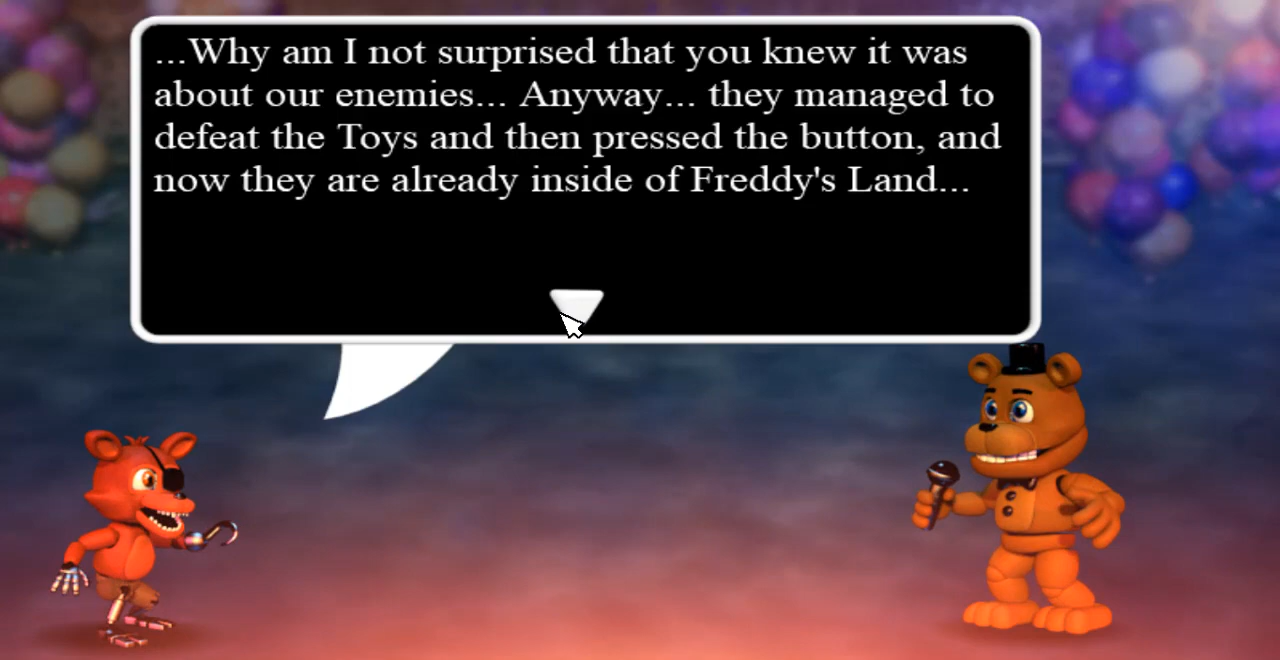 ...Why am I not surprised that you knew it was
about our enemies... Anyway... they managed to
defeat the Toys and then pressed the button, and
now they are already inside of Freddy's Land...